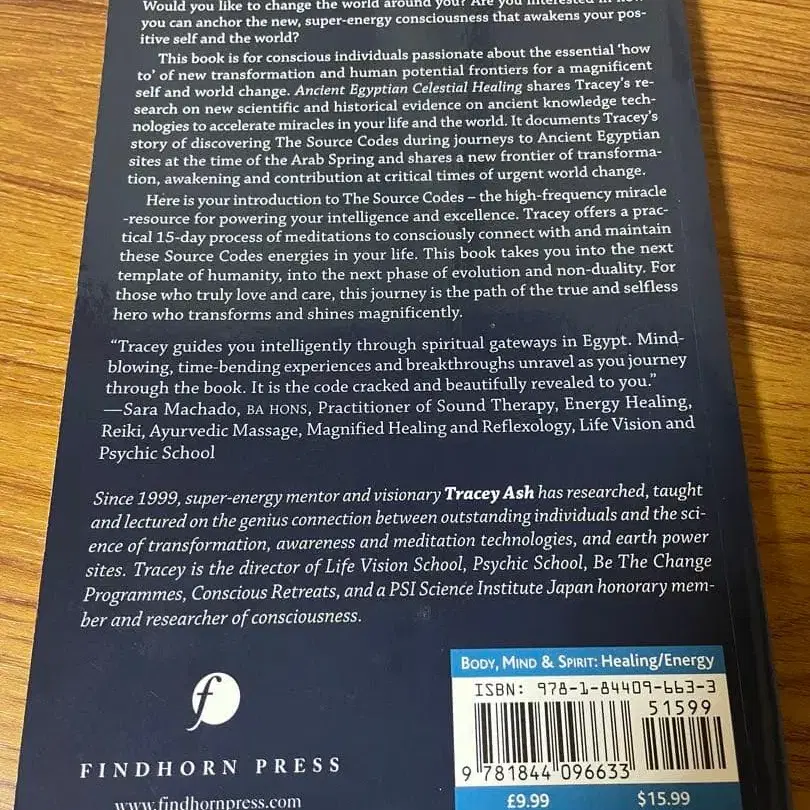 Would you like to change the world around you? Are you interested in how
you can anchor the new, super-energy consciousness that awakens your pos-
itive self and the world?
This book is for conscious individuals passionate about the essential 'how
to' of new transformation and human potential frontiers for a magnificent
self and world change. Ancient Egyptian Celestial Healing shares Tracey's re-
search on new scientific and historical evidence on ancient knowledge tech-
nologies to accelerate miracles in your life and the world. It documents Tracey's
story of discovering The Source Codes during journeys to Ancient Egyptian
sites at the time of the Arab Spring and shares a new frontier of transforma-
tion, awakening and contribution at critical times of urgent world change.
Here is your introduction to The Source Codes – the high-frequency miracle
-resource for powering your intelligence and excellence. Tracey offers a prac-
tical 15-day process of meditations to consciously connect with and maintain
these Source Codes energies in your life. This book takes you into the next
template of humanity, into the next phase of evolution and non-duality. For
those who truly love and care, this journey is the path of the true and selfless
hero who transforms and shines magnificently.
"Tracey guides you intelligently through spiritual gateways in Egypt. Mind-
blowing, time-bending experiences and breakthroughs unravel as you journey
through the book. It is the code cracked and beautifully revealed to you."
—Sara Machado, BA HONS, Practitioner of Sound Therapy, Energy Healing,
Reiki, Ayurvedic Massage, Magnified Healing and Reflexology, Life Vision and
Psychic School
Since 1999, super-energy mentor and visionary Tracey Ash has researched, taught
and lectured on the genius connection between outstanding individuals and the sci-
ence of transformation, awareness and meditation technologies, and earth power
sites. Tracey is the director of Life Vision School, Psychic School, Be The Change
Programmes, Conscious Retreats, and a PSI Science Institute Japan honorary mem-
ber and researcher of consciousness.
f
FINDHORN PRESS
www.findhornpress.com
BODY, MIND & SPIRIT: Healing/Energy
ISBN: 978-1-84409-663-3
51599
9 781844 096633
£9.99 $15.99